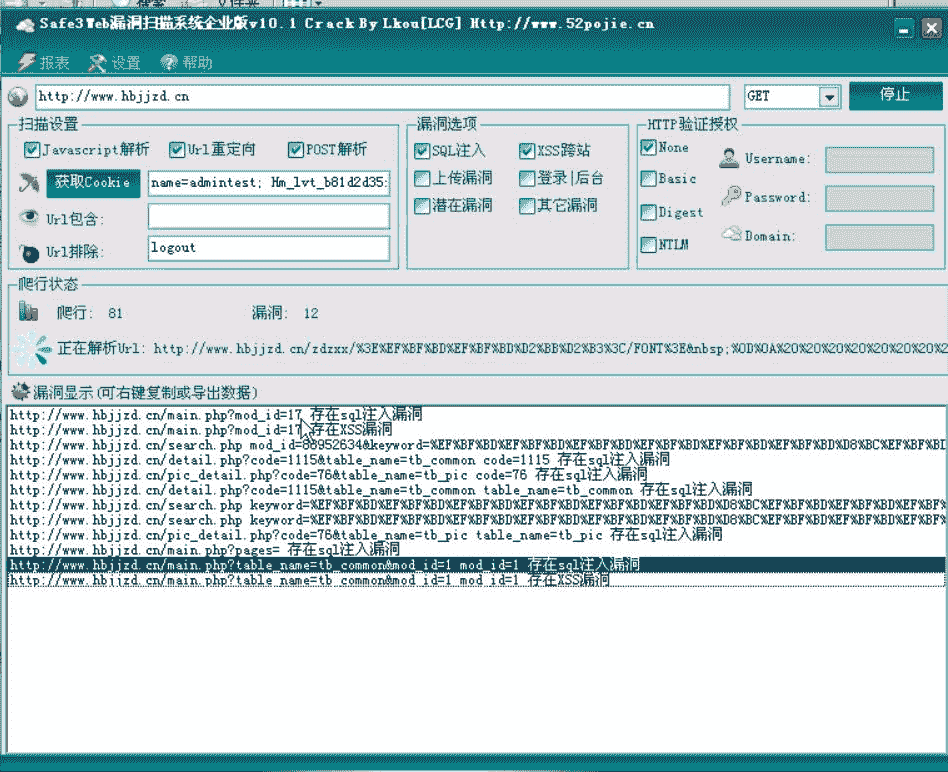 Safe3Web漏洞扫描系统企业版v10.1 Crack By Lkou[LCG] Http://www.52pojie.cn
报表 设置 帮助
http://www.hbjjzd.cn GET 停止
扫描设置 漏洞选项 HTTP验证授权
Javascript解析 Url重定向 POST解析
获取Cookie name=admintest; Hm_lvt_b81d2d35:
Url包含:
Url排除: logout
SQL注入 XSS跨站
上传漏洞 登录|后台
潜在漏洞 其它漏洞
None Username:
Basic Password:
Digest Domain:
NTLM
爬行状态
爬行: 81 漏洞: 12
正在解析Url: http://www.hbjjzd.cn/zdzxx/%3E%EF%BF%BD%EF%BF%BD%D2%BB%D2%B3%3C/FONT%3E&nbsp;%0D%0A%20%20%20%20%20%20%20%2
漏洞显示(可右键复制或导出数据)
http://www.hbjjzd.cn/main.php?mod_id=17 存在sql注入漏洞
http://www.hbjjzd.cn/main.php?mod_id=17 存在XSS漏洞
http://www.hbjjzd.cn/search.php mod_id=88952634&keyword=%EF%BF%BD%EF%BF%BD%EF%BF%BD%EF%BF%BD%EF%BF%BD%EF%BF%BD%EF%BF%BD%D8%BC%EF%BF%BD
http://www.hbjjzd.cn/detail.php?code=1115&table_name=tb_common code=1115 存在sql注入漏洞
http://www.hbjjzd.cn/pic_detail.php?code=76&table_name=tb_pic code=76 存在sql注入漏洞
http://www.hbjjzd.cn/detail.php?code=1115&table_name=tb_common table_name=tb_common 存在sql注入漏洞
http://www.hbjjzd.cn/search.php keyword=%EF%BF%BD%EF%BF%BD%EF%BF%BD%EF%BF%BD%EF%BF%BD%EF%BF%BD%EF%BF%BD%D8%BC%EF%BF%BD%EF%BF%BD%EF%BF%
http://www.hbjjzd.cn/search.php keyword=%EF%BF%BD%EF%BF%BD%EF%BF%BD%EF%BF%BD%EF%BF%BD%EF%BF%BD%EF%BF%BD%D8%BC%EF%BF%BD%EF%BF%BD%EF%BF%
http://www.hbjjzd.cn/pic_detail.php?code=76&table_name=tb_pic table_name=tb_pic 存在sql注入漏洞
http://www.hbjjzd.cn/main.php?pages= 存在sql注入漏洞
http://www.hbjjzd.cn/main.php?table_name=tb_common&mod_id=1 mod_id=1 存在sql注入漏洞
http://www.hbjjzd.cn/main.php?table_name=tb_common&mod_id=1 mod_id=1 存在XSS漏洞